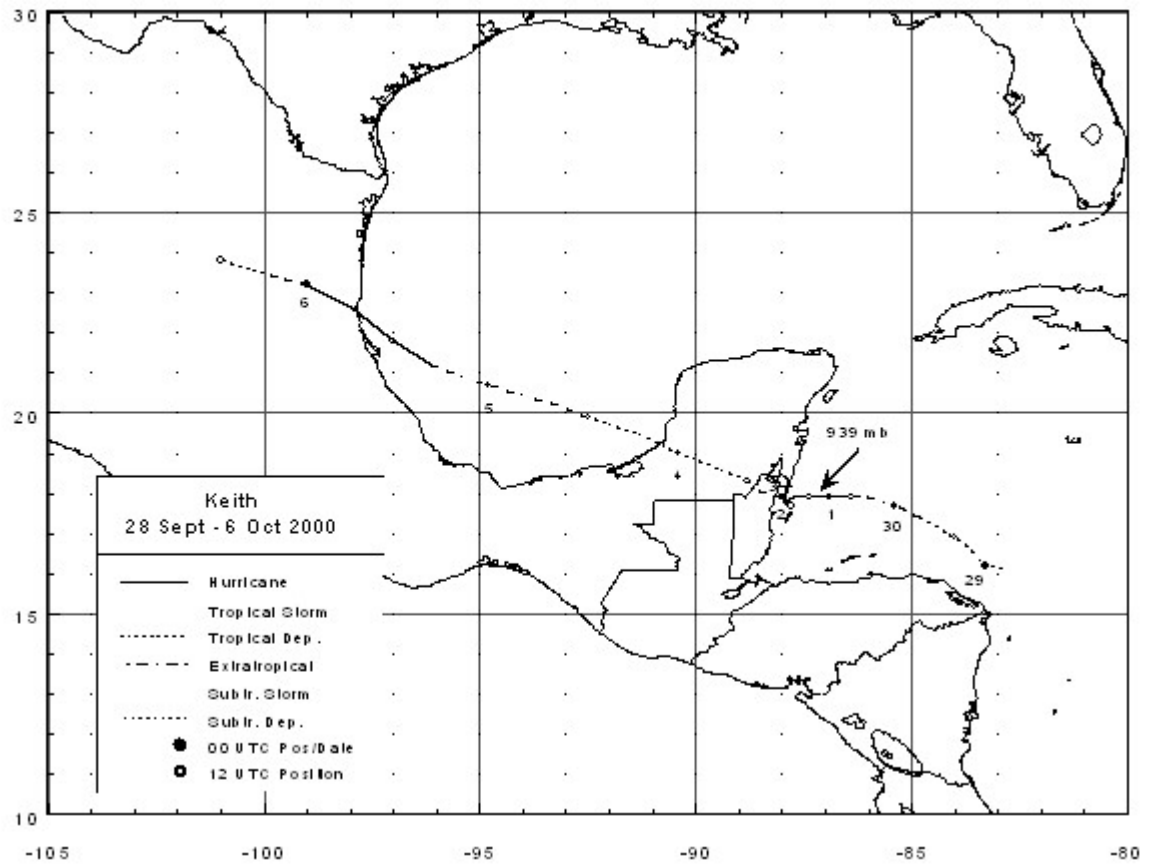 30
25
20
15
10
-105
-100
-95
-90
-85
-80
6
5
4
939 mb
2
1
30
29
Keith
28 Sept - 6 Oct 2000
Hurricane
Tropical Storm
Tropical Dep.
Extratropical
Subtr. Storm
Subtr. Dep.
00 UTC Pos/Date
12 UTC Position